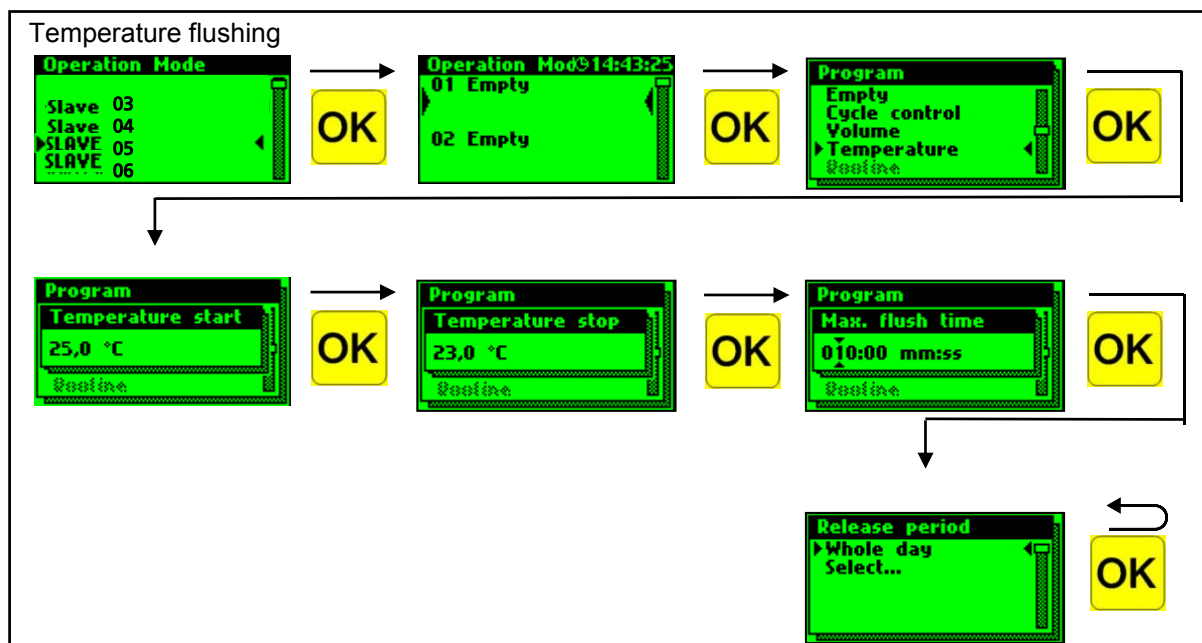 Temperature flushing
Operation Mode
Slave 03
Slave 04
SLAVE 05
SLAVE 06
OK
Operation Mod 14:43:25
01 Empty
02 Empty
OK
Program
Empty
Cycle control
Volume
Temperature
OK
Program
Temperature start
25,0 °C
OK
Program
Temperature stop
23,0 °C
OK
Program
Max. flush time
010:00 mm:ss
OK
Release period
Whole day
Select...
OK